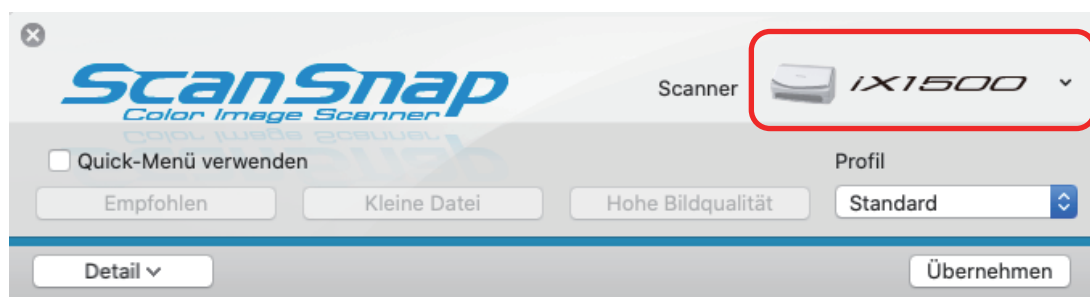 ScanSnap
Color Image Scanner
Scanner
iX1500
Quick-Menü verwenden
Profil
Empfohlen
Kleine Datei
Hohe Bildqualität
Standard
Detail
Übernehmen